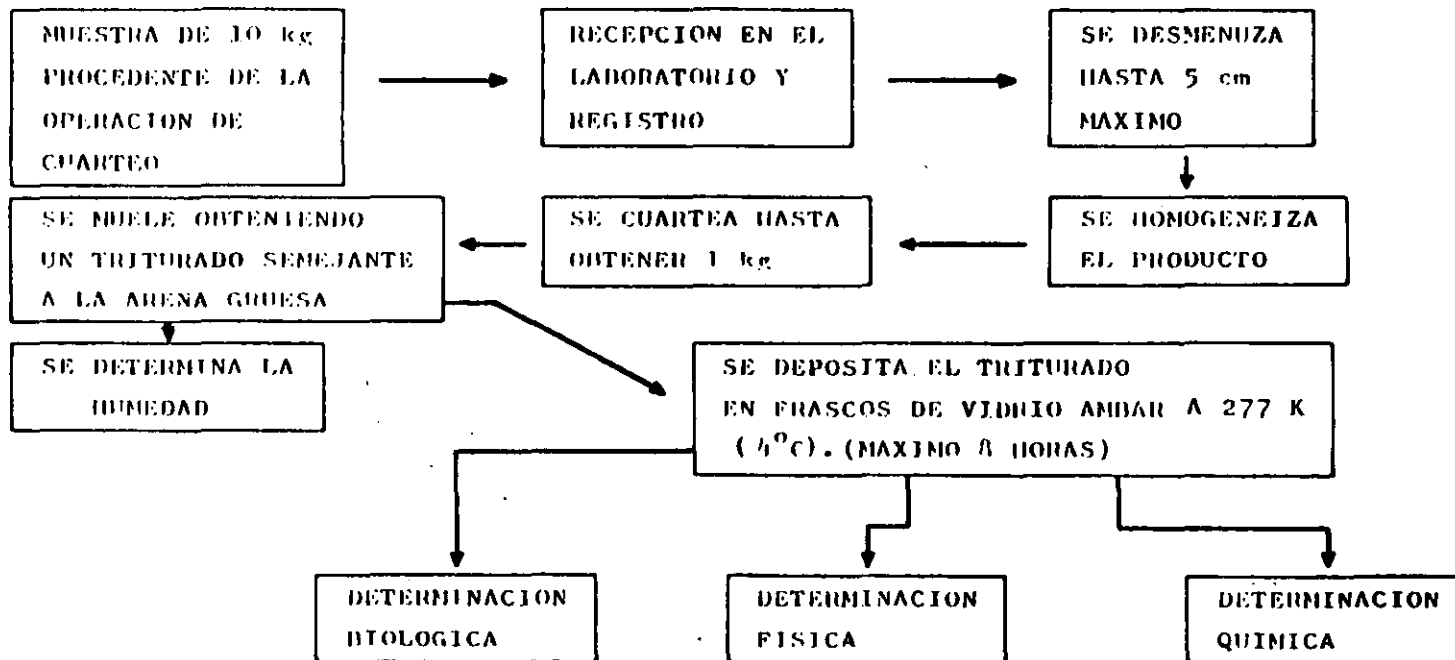 MUESTRA DE 10 kg
PROCEDENTE DE LA
OPERACION DE
CUARTEO
RECEPCION EN EL
LABORATORIO Y
REGISTRO
SE DESMENUZA
HASTA 5 cm
MAXIMO
SE HOMOGENEIZA
EL PRODUCTO
SE CUARTEA HASTA
OBTENER 1 kg
SE MUELE OBTENIENDO
UN TRITURADO SEMEJANTE
A LA ARENA GRUESA
SE DETERMINA LA
HUMEDAD
SE DEPOSITA EL TRITURADO
EN FRASCOS DE VIDRIO AMBAR A 277 K
(4°C). (MAXIMO 8 HORAS)
DETERMINACION
BIOLOGICA
DETERMINACION
FISICA
DETERMINACION
QUIMICA